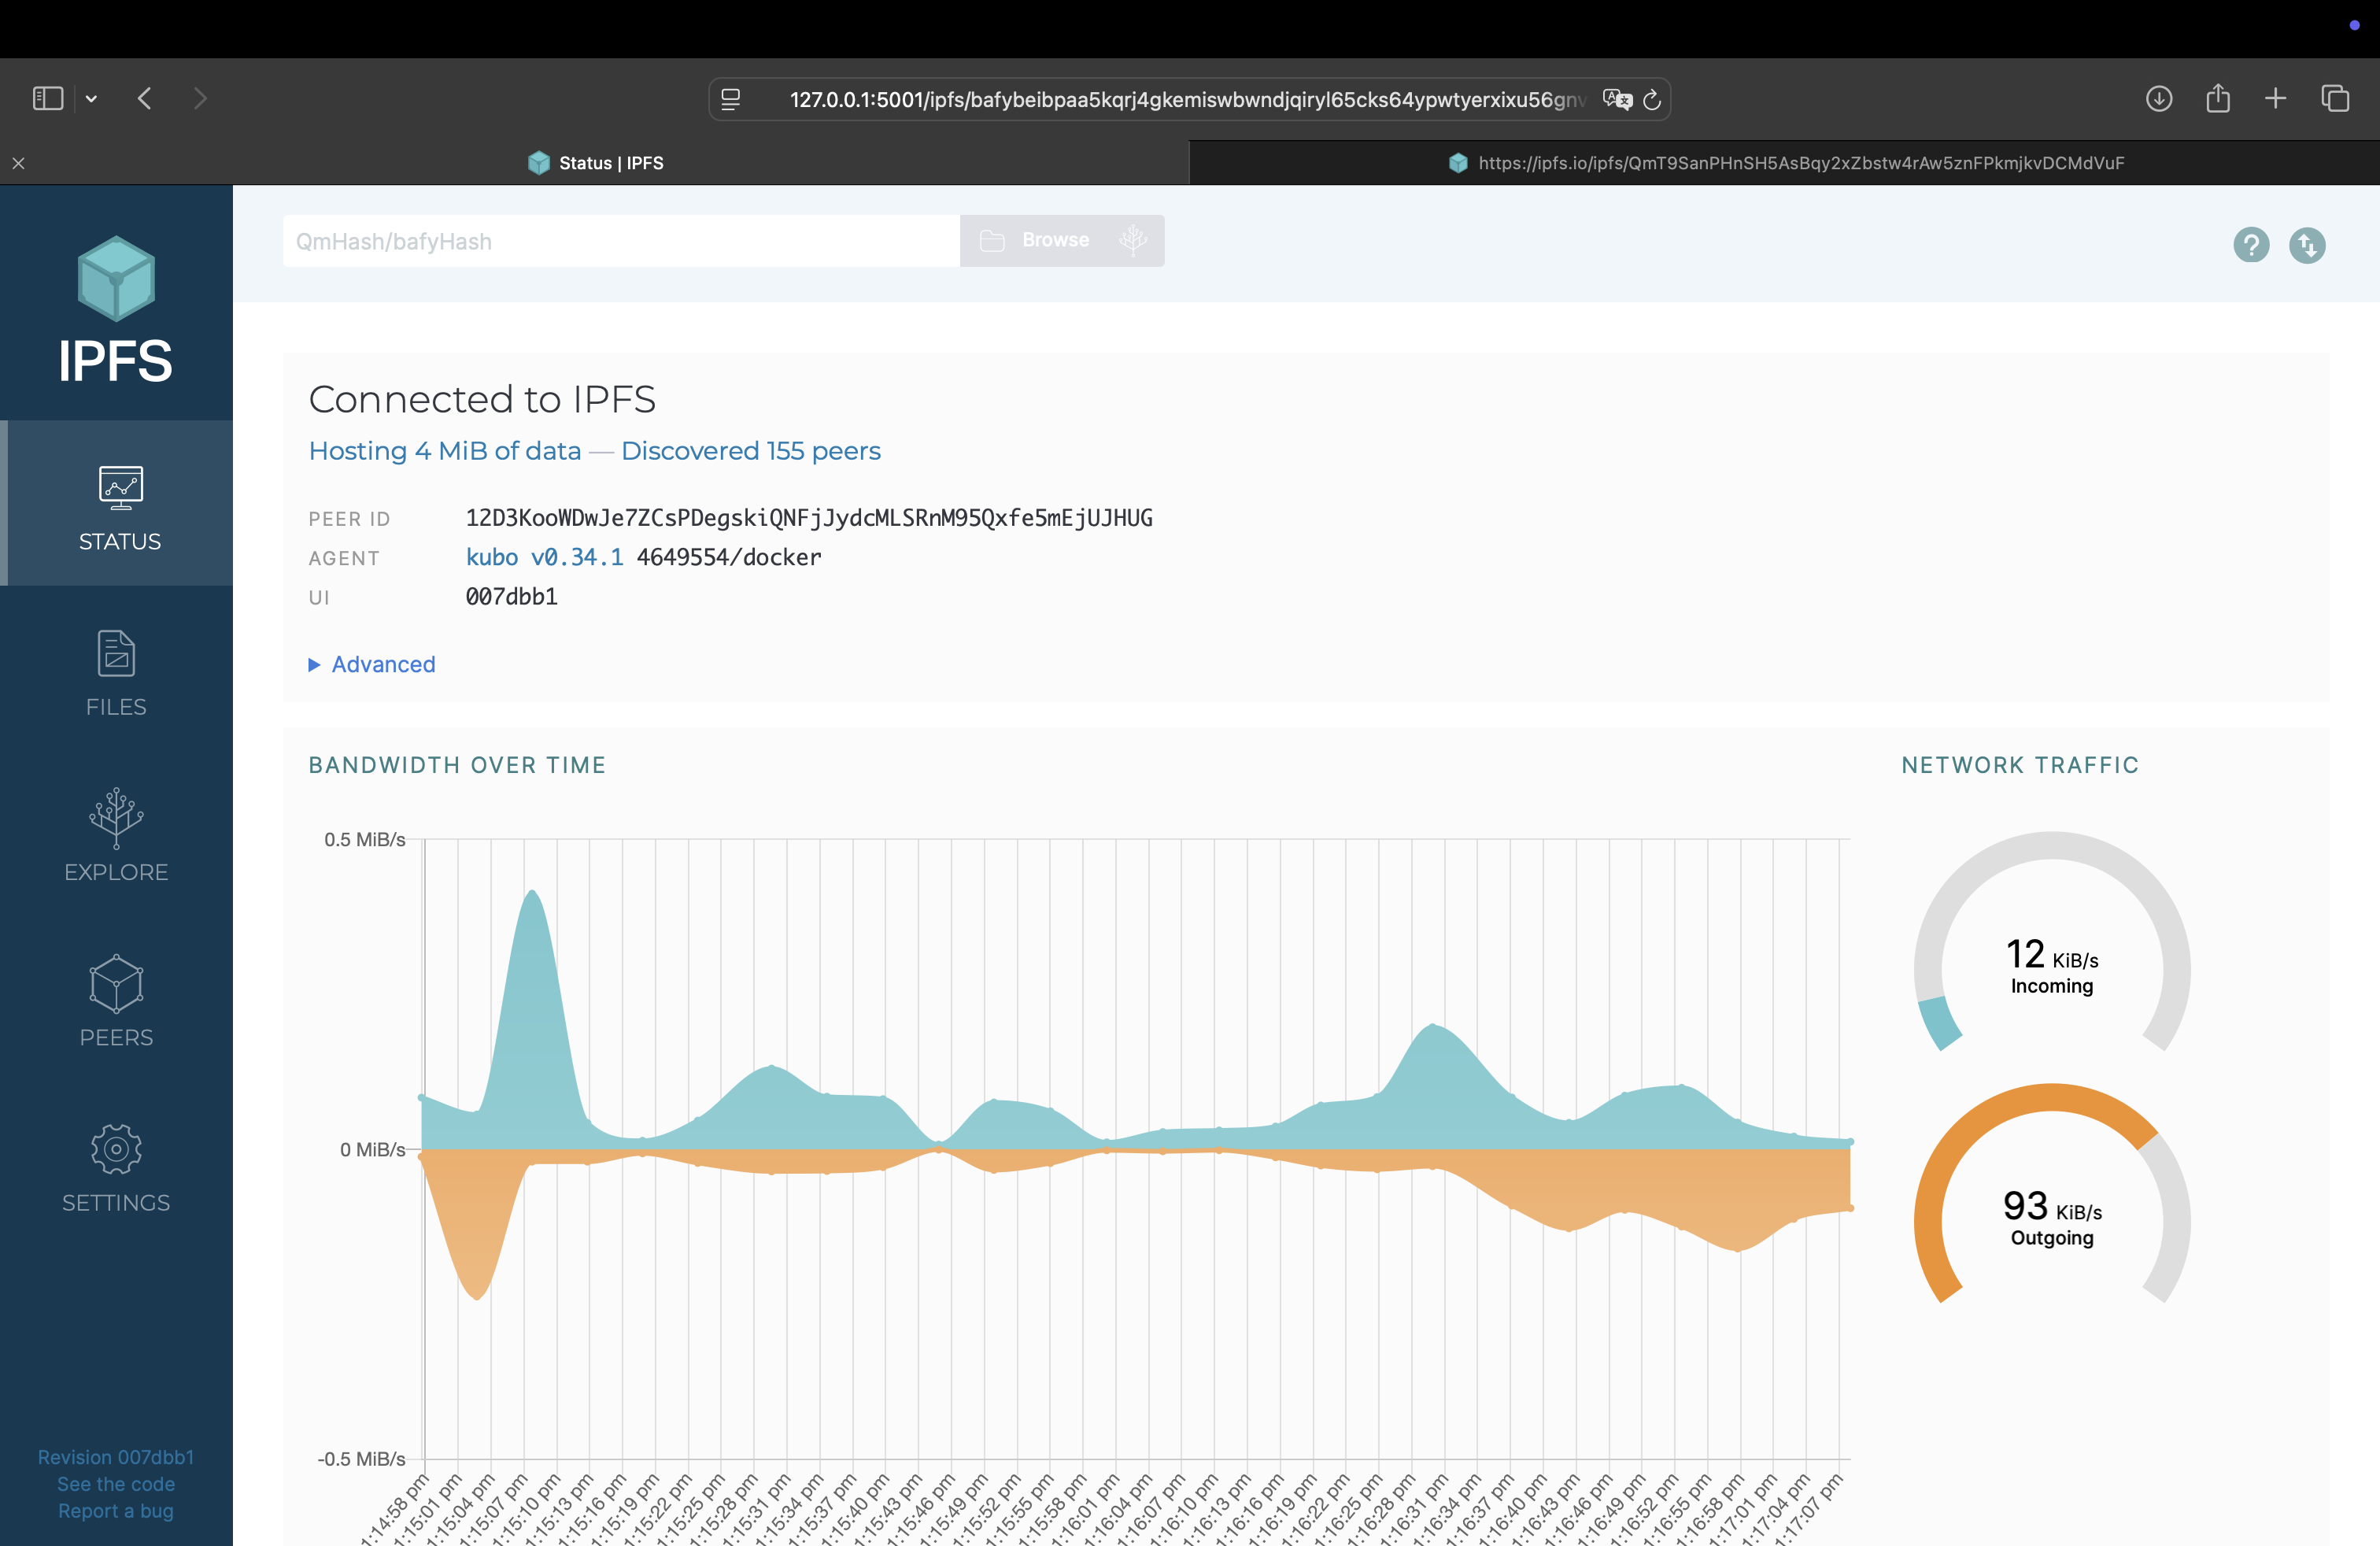 127.0.0.1:5001/ipfs/bafybeibpaa5kqrj4gkemiswbwndjqiryl65cks64ypwtyerxixu56gnv
Status | IPFS
https://ipfs.io/ipfs/QmT9SanPHnSH5AsBqy2xZbstw4rAw5znFPkmjkvDCMdVuF
IPFS
QmHash/bafyHash
Browse
STATUS
FILES
EXPLORE
PEERS
SETTINGS
Revision 007dbb1
See the code
Report a bug
Connected to IPFS
Hosting 4 MiB of data — Discovered 155 peers
PEER ID 12D3KooWDwJe7ZCsPDegskiQNFjJydcMLSRnM95Qxfe5mEjUJHUG
AGENT kubo v0.34.1 4649554/docker
UI 007dbb1
Advanced
BANDWIDTH OVER TIME
0.5 MiB/s
0 MiB/s
-0.5 MiB/s
1:14:58 pm
1:15:01 pm
1:15:04 pm
1:15:07 pm
1:15:10 pm
1:15:13 pm
1:15:16 pm
1:15:19 pm
1:15:22 pm
1:15:25 pm
1:15:28 pm
1:15:31 pm
1:15:34 pm
1:15:37 pm
1:15:40 pm
1:15:43 pm
1:15:46 pm
1:15:49 pm
1:15:52 pm
1:15:55 pm
1:15:58 pm
1:16:01 pm
1:16:04 pm
1:16:07 pm
1:16:10 pm
1:16:13 pm
1:16:16 pm
1:16:19 pm
1:16:22 pm
1:16:25 pm
1:16:28 pm
1:16:31 pm
1:16:34 pm
1:16:37 pm
1:16:40 pm
1:16:43 pm
1:16:46 pm
1:16:49 pm
1:16:52 pm
1:16:55 pm
1:16:58 pm
1:17:01 pm
1:17:04 pm
1:17:07 pm
NETWORK TRAFFIC
12 KiB/s
Incoming
93 KiB/s
Outgoing